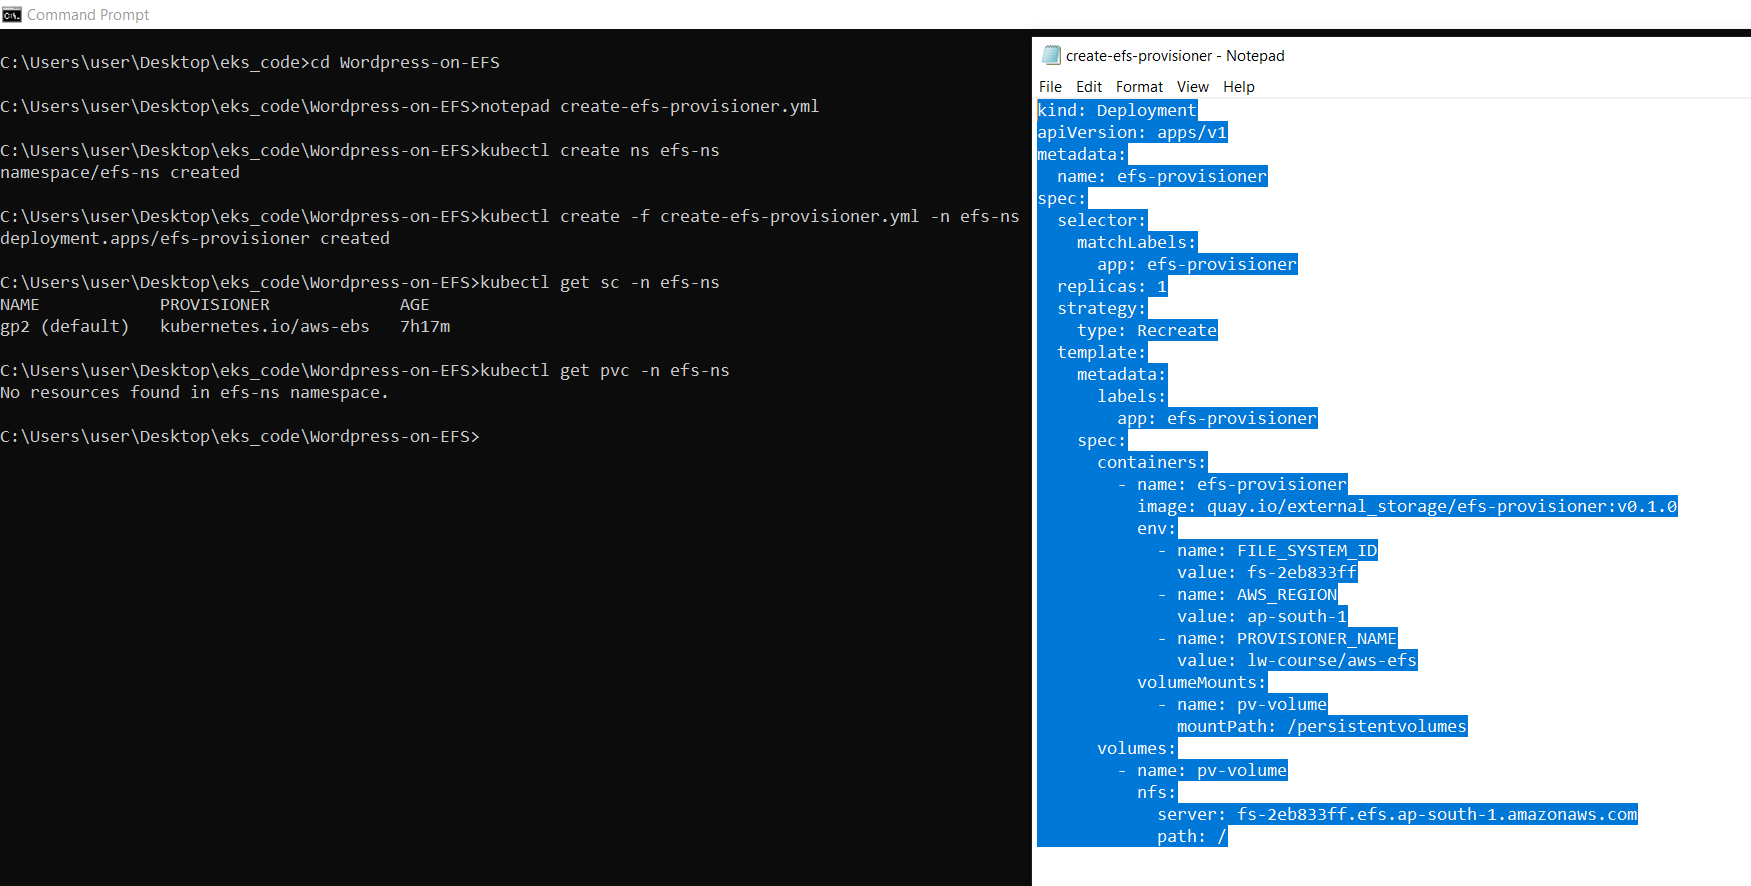 Command Prompt
C:\Users\user\Desktop\eks_code>cd Wordpress-on-EFS
C:\Users\user\Desktop\eks_code\Wordpress-on-EFS>notepad create-efs-provisioner.yml
C:\Users\user\Desktop\eks_code\Wordpress-on-EFS>kubectl create ns efs-ns
namespace/efs-ns created
C:\Users\user\Desktop\eks_code\Wordpress-on-EFS>kubectl create -f create-efs-provisioner.yml -n efs-ns
deployment.apps/efs-provisioner created
C:\Users\user\Desktop\eks_code\Wordpress-on-EFS>kubectl get sc -n efs-ns
NAME            PROVISIONER             AGE
gp2 (default)   kubernetes.io/aws-ebs   7h17m
C:\Users\user\Desktop\eks_code\Wordpress-on-EFS>kubectl get pvc -n efs-ns
No resources found in efs-ns namespace.
C:\Users\user\Desktop\eks_code\Wordpress-on-EFS>
create-efs-provisioner - Notepad
File Edit Format View Help
kind: Deployment
apiVersion: apps/v1
metadata:
  name: efs-provisioner
spec:
  selector:
    matchLabels:
      app: efs-provisioner
  replicas: 1
  strategy:
    type: Recreate
  template:
    metadata:
      labels:
        app: efs-provisioner
    spec:
      containers:
        - name: efs-provisioner
          image: quay.io/external_storage/efs-provisioner:v0.1.0
          env:
            - name: FILE_SYSTEM_ID
              value: fs-2eb833ff
            - name: AWS_REGION
              value: ap-south-1
            - name: PROVISIONER_NAME
              value: lw-course/aws-efs
          volumeMounts:
            - name: pv-volume
              mountPath: /persistentvolumes
      volumes:
        - name: pv-volume
          nfs:
            server: fs-2eb833ff.efs.ap-south-1.amazonaws.com
            path: /